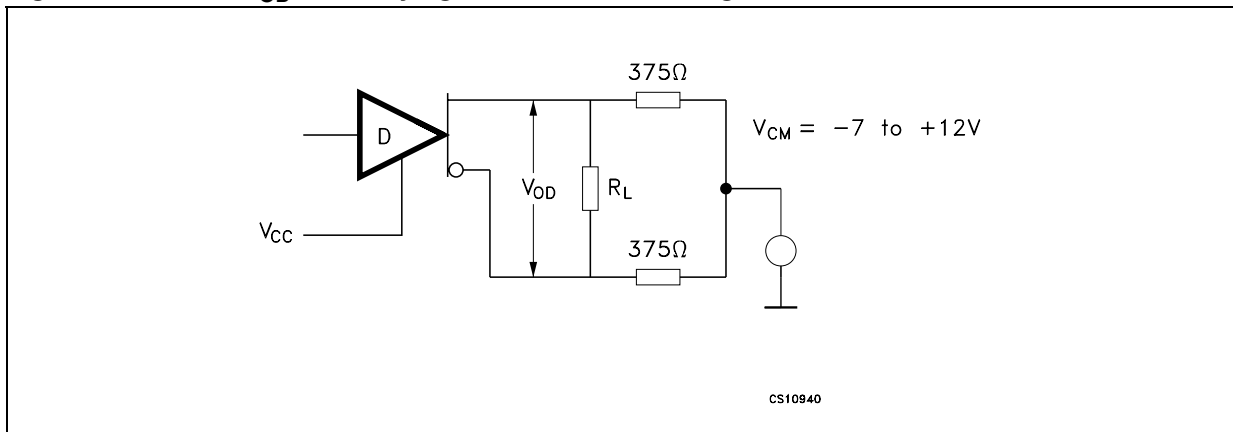 375Ω
V_CM = -7 to +12V
D
V_OD
R_L
V_CC
375Ω
CS10940